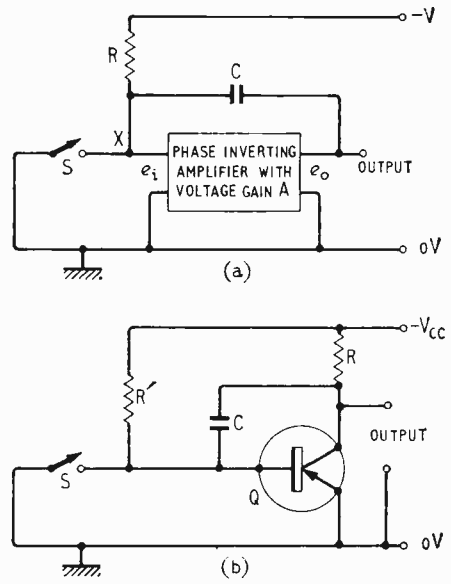 −V
R
C
X
S
e_i
PHASE INVERTING
AMPLIFIER WITH
VOLTAGE GAIN A
e_o
OUTPUT
0V
(a)
−V_CC
R
R′
C
OUTPUT
S
Q
0V
(b)